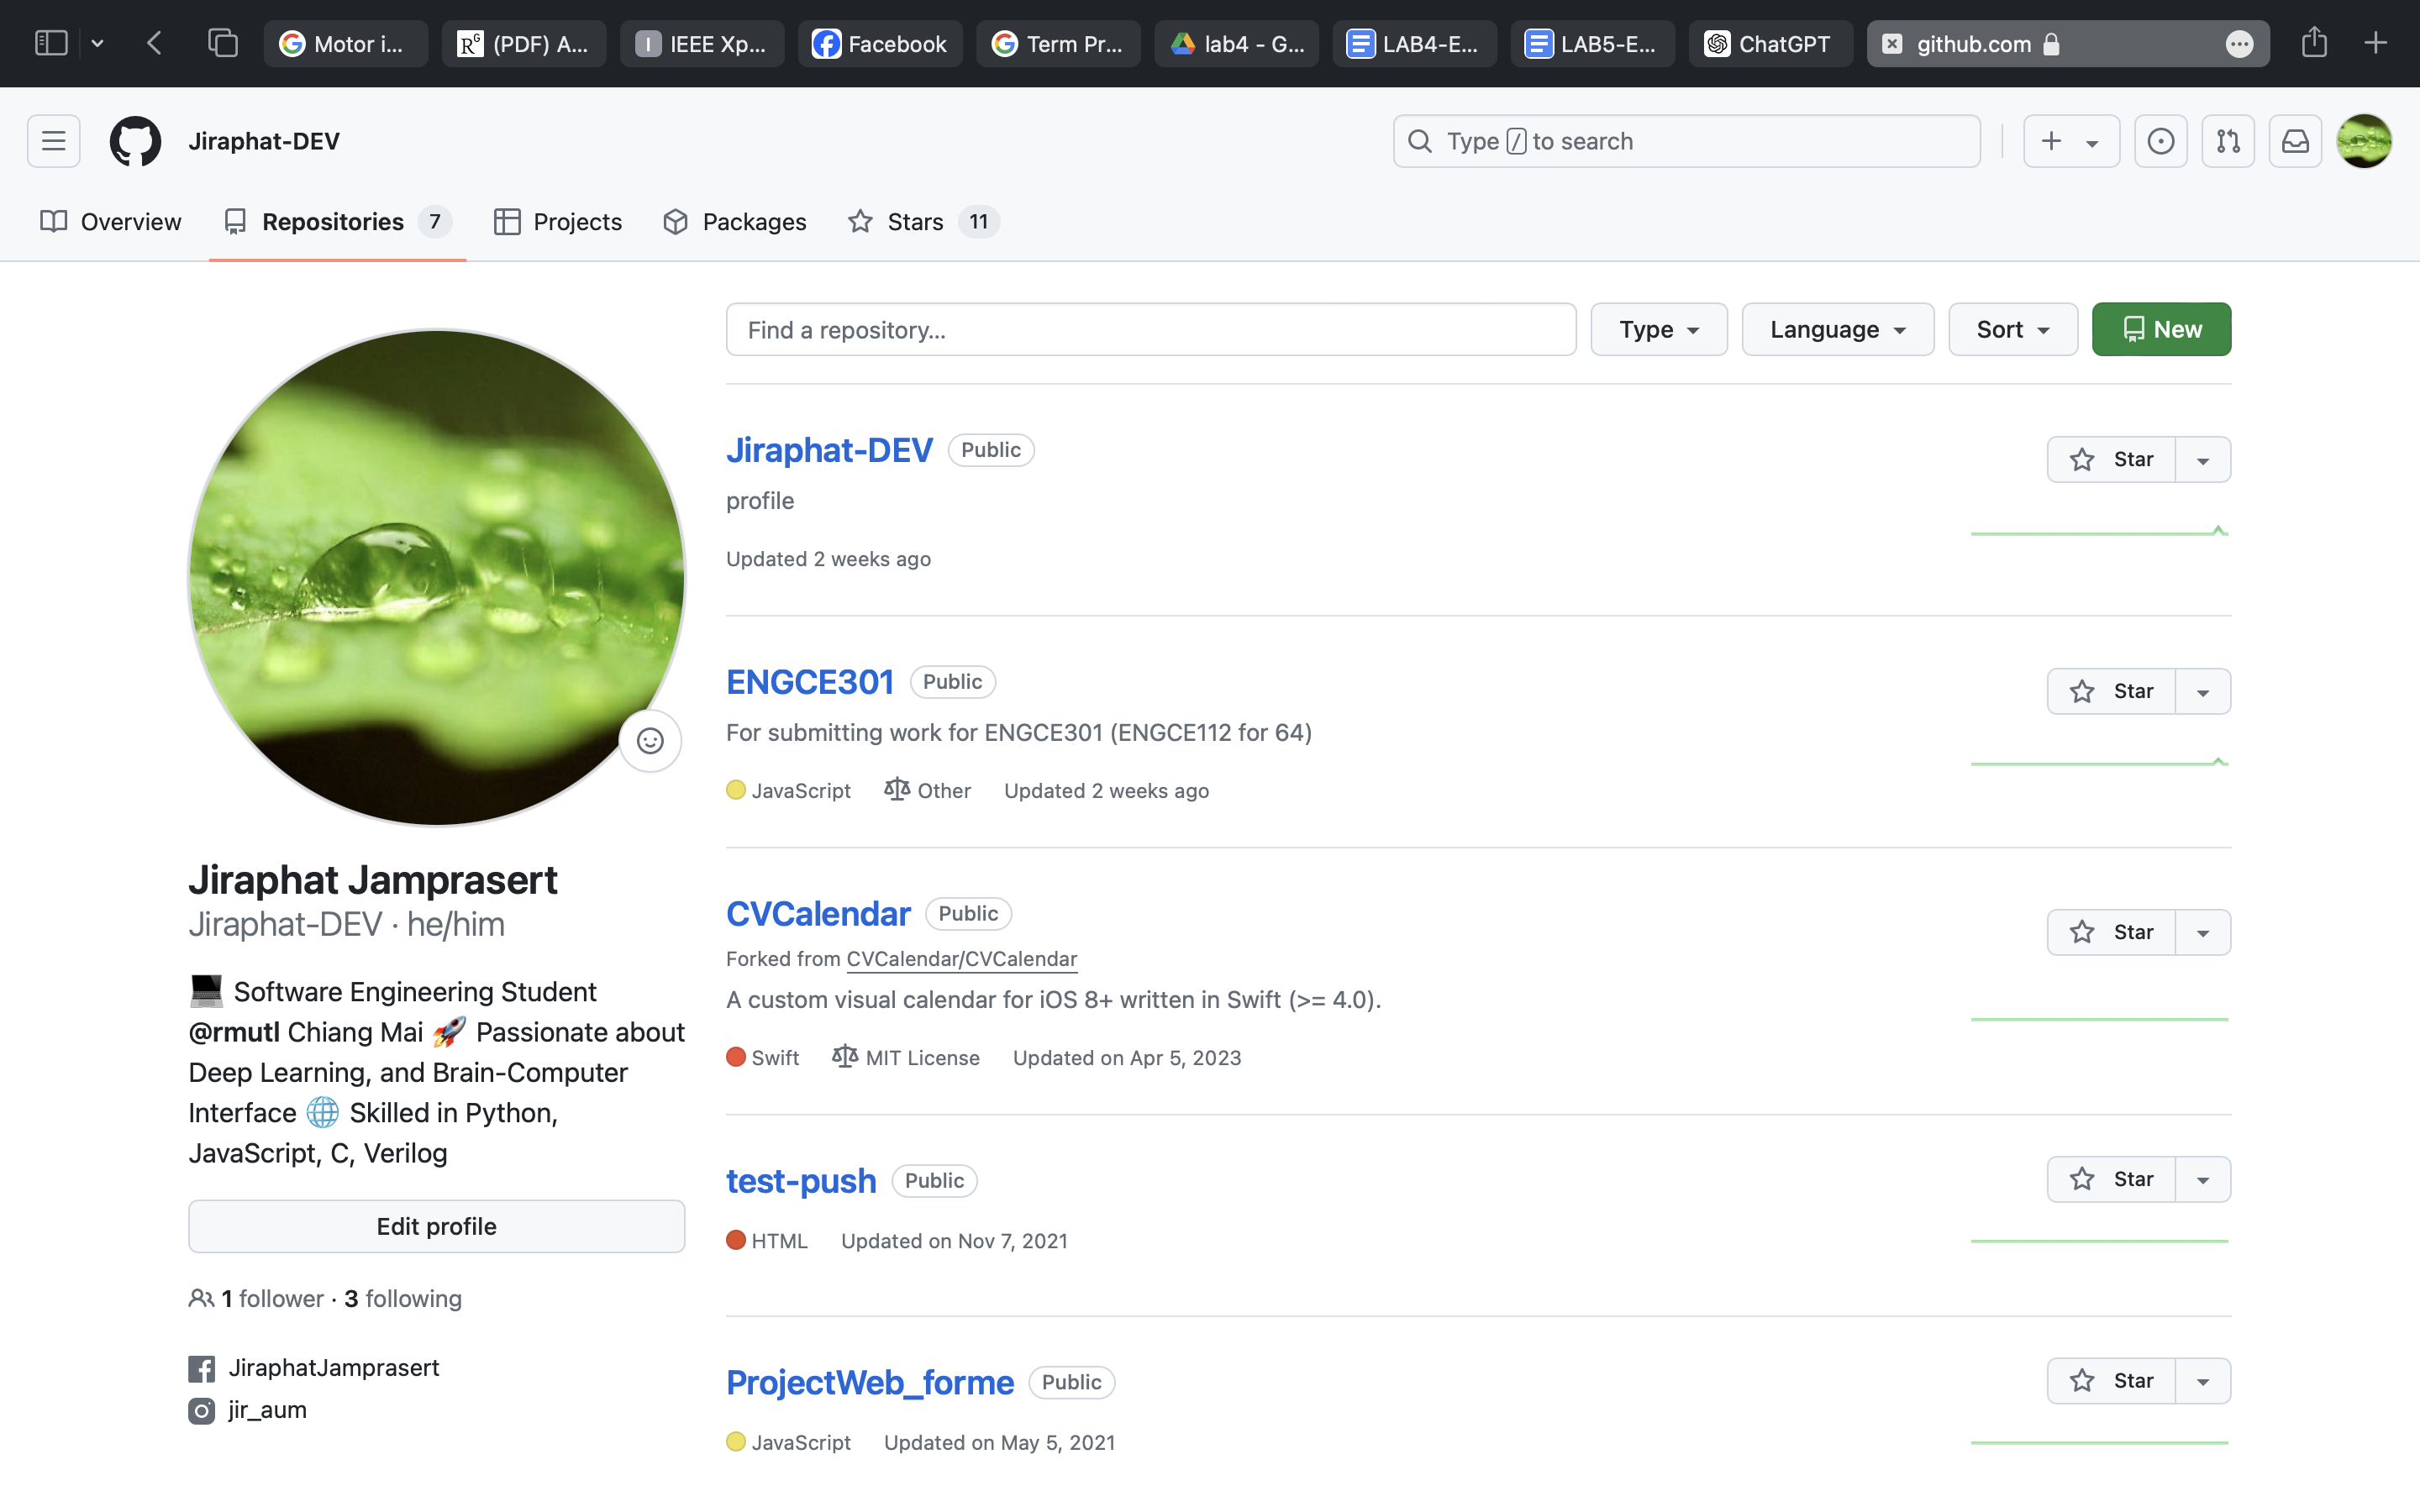 Motor i...
(PDF) A...
IEEE Xp...
Facebook
Term Pr...
lab4 - G...
LAB4-E...
LAB5-E...
ChatGPT
github.com
Jiraphat-DEV
Type / to search
Overview
Repositories 7
Projects
Packages
Stars 11
Find a repository...
Type
Language
Sort
New
Jiraphat-DEV Public
Star
profile
Updated 2 weeks ago
ENGCE301 Public
Star
For submitting work for ENGCE301 (ENGCE112 for 64)
JavaScript Other Updated 2 weeks ago
CVCalendar Public
Star
Forked from CVCalendar/CVCalendar
A custom visual calendar for iOS 8+ written in Swift (>= 4.0).
Swift MIT License Updated on Apr 5, 2023
test-push Public
Star
HTML Updated on Nov 7, 2021
ProjectWeb_forme Public
Star
JavaScript Updated on May 5, 2021
Jiraphat Jamprasert
Jiraphat-DEV · he/him
💻 Software Engineering Student
@rmutl Chiang Mai 🚀 Passionate about
Deep Learning, and Brain-Computer
Interface 🌐 Skilled in Python,
JavaScript, C, Verilog
Edit profile
1 follower · 3 following
JiraphatJamprasert
jir_aum